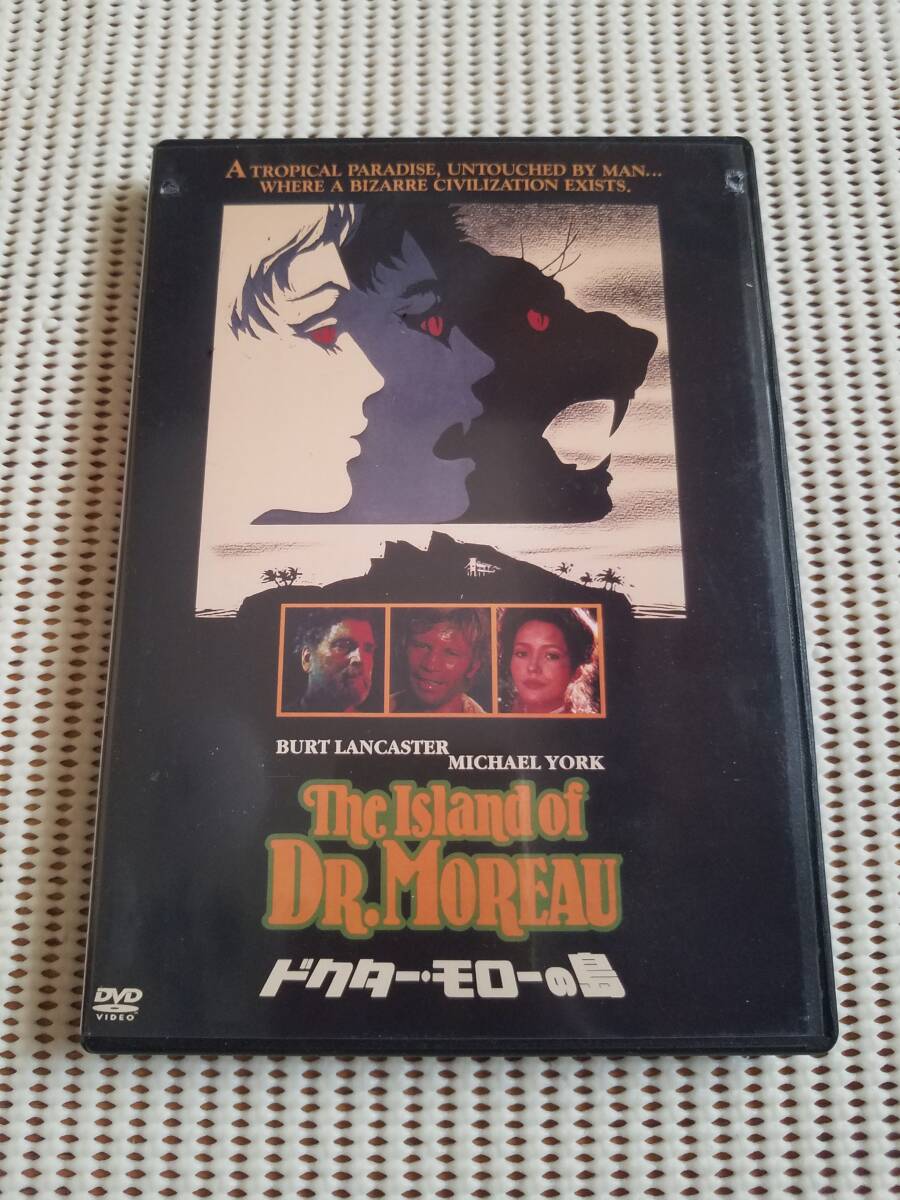 A TROPICAL PARADISE, UNTOUCHED BY MAN...
WHERE A BIZARRE CIVILIZATION EXISTS.
BURT LANCASTER
MICHAEL YORK
The Island of
DR. MOREAU
ドクター・モローの島
DVD
VIDEO